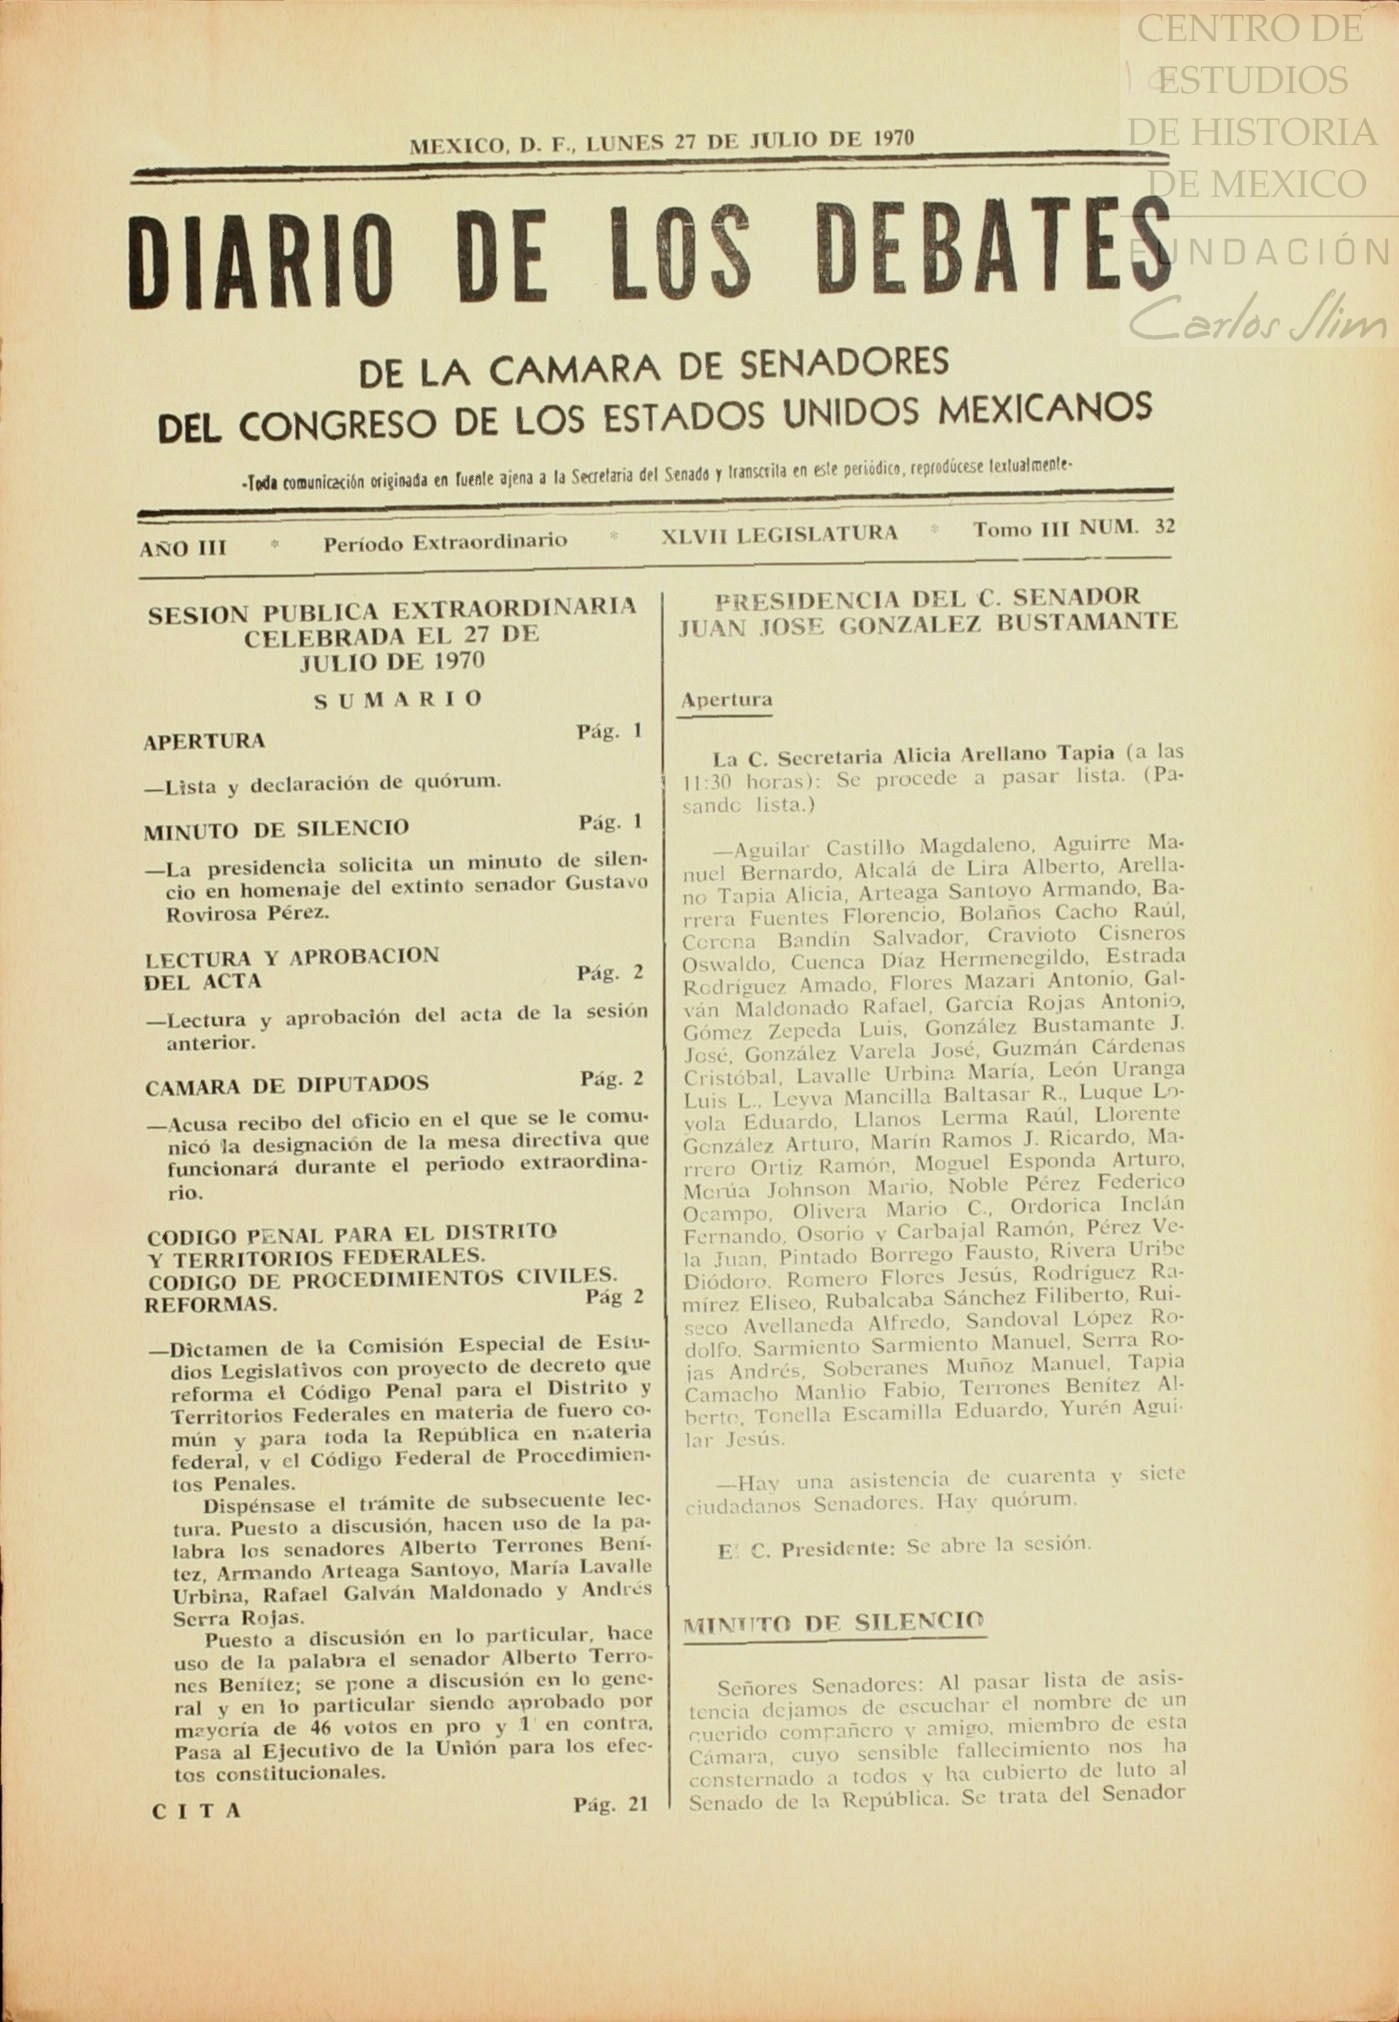 CENTRO DE
ESTUDIOS
DE HISTORIA
DE MEXICO
FUNDACIÓN
Carlos Slim
MEXICO, D. F., LUNES 27 DE JULIO DE 1970
DIARIO DE LOS DEBATES
DE LA CAMARA DE SENADORES
DEL CONGRESO DE LOS ESTADOS UNIDOS MEXICANOS
-Toda comunicación originada en fuente ajena a la Secretaria del Senado y transcrita en este periódico, reprodúcese textualmente-
AÑO III * Período Extraordinario * XLVII LEGISLATURA * Tomo III NUM. 32
SESION PUBLICA EXTRAORDINARIA
CELEBRADA EL 27 DE
JULIO DE 1970
SUMARIO
APERTURA Pág. 1
—Lista y declaración de quórum.
MINUTO DE SILENCIO Pág. 1
—La presidencia solicita un minuto de silen-
cio en homenaje del extinto senador Gustavo
Rovirosa Pérez.
LECTURA Y APROBACION
DEL ACTA Pág. 2
—Lectura y aprobación del acta de la sesión
anterior.
CAMARA DE DIPUTADOS Pág. 2
—Acusa recibo del oficio en el que se le comu-
nicó la designación de la mesa directiva que
funcionará durante el periodo extraordina-
rio.
CODIGO PENAL PARA EL DISTRITO
Y TERRITORIOS FEDERALES.
CODIGO DE PROCEDIMIENTOS CIVILES.
REFORMAS. Pág 2
—Dictamen de la Comisión Especial de Estu-
dios Legislativos con proyecto de decreto que
reforma el Código Penal para el Distrito y
Territorios Federales en materia de fuero co-
mún y para toda la República en materia
federal, y el Código Federal de Procedimien-
tos Penales.
Dispénsase el trámite de subsecuente lec-
tura. Puesto a discusión, hacen uso de la pa-
labra los senadores Alberto Terrones Bení-
tez, Armando Arteaga Santoyo, María Lavalle
Urbina, Rafael Galván Maldonado y Andrés
Serra Rojas.
Puesto a discusión en lo particular, hace
uso de la palabra el senador Alberto Terro-
nes Benítez; se pone a discusión en lo gene-
ral y en lo particular siendo aprobado por
mayoría de 46 votos en pro y 1 en contra.
Pasa al Ejecutivo de la Unión para los efec-
tos constitucionales.
CITA Pág. 21
PRESIDENCIA DEL C. SENADOR
JUAN JOSE GONZALEZ BUSTAMANTE
Apertura
La C. Secretaria Alicia Arellano Tapia (a las
11:30 horas): Se procede a pasar lista. (Pa-
sando lista.)
—Aguilar Castillo Magdaleno, Aguirre Ma-
nuel Bernardo, Alcalá de Lira Alberto, Arella-
no Tapia Alicia, Arteaga Santoyo Armando, Ba-
rrera Fuentes Florencio, Bolaños Cacho Raúl,
Corona Bandín Salvador, Cravioto Cisneros
Oswaldo, Cuenca Díaz Hermenegildo, Estrada
Rodríguez Amado, Flores Mazari Antonio, Gal-
ván Maldonado Rafael, García Rojas Antonio,
Gómez Zepeda Luis, González Bustamante J.
José, González Varela José, Guzmán Cárdenas
Cristóbal, Lavalle Urbina María, León Uranga
Luis L., Leyva Mancilla Baltasar R., Luque Lo-
yola Eduardo, Llanos Lerma Raúl, Llorente
González Arturo, Marín Ramos J. Ricardo, Ma-
rrero Ortiz Ramón, Moguel Esponda Arturo,
Morúa Johnson Mario, Noble Pérez Federico
Ocampo, Olivera Mario C., Ordorica Inclán
Fernando, Osorio y Carbajal Ramón, Pérez Ve-
la Juan, Pintado Borrego Fausto, Rivera Uribe
Diódoro, Romero Flores Jesús, Rodríguez Ra-
mírez Eliseo, Rubalcaba Sánchez Filiberto, Rui-
seco Avellaneda Alfredo, Sandoval López Ro-
dolfo, Sarmiento Sarmiento Manuel, Serra Ro-
jas Andrés, Soberanes Muñoz Manuel, Tapia
Camacho Manlio Fabio, Terrones Benítez Al-
berto, Tonella Escamilla Eduardo, Yurén Agui-
lar Jesús.
—Hay una asistencia de cuarenta y siete
ciudadanos Senadores. Hay quórum.
El C. Presidente: Se abre la sesión.
MINUTO DE SILENCIO
Señores Senadores: Al pasar lista de asis-
tencia dejamos de escuchar el nombre de un
querido compañero y amigo, miembro de esta
Cámara, cuyo sensible fallecimiento nos ha
consternado a todos y ha cubierto de luto al
Senado de la República. Se trata del Senador